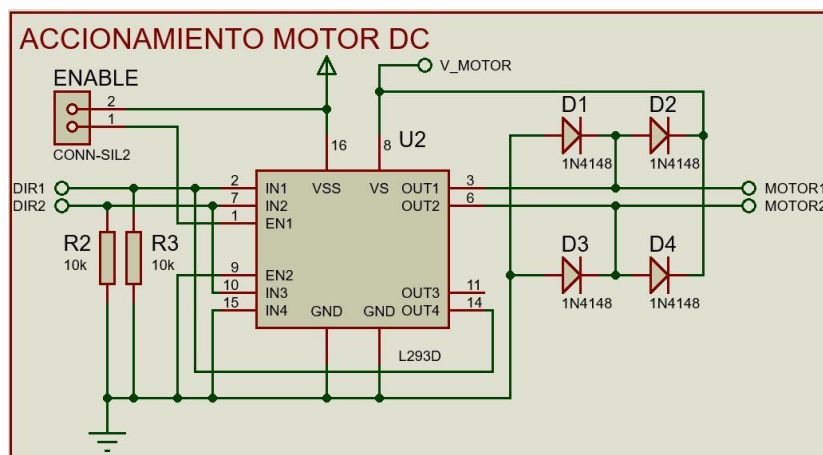 ACCIONAMIENTO MOTOR DC
ENABLE
2
1
CONN-SIL2
V_MOTOR
U2
16
8
D1
D2
1N4148
1N4148
DIR1
DIR2
2
7
1
IN1
IN2
EN1
VSS
VS
OUT1
OUT2
3
6
MOTOR1
MOTOR2
R2
10k
R3
10k
9
10
15
EN2
IN3
IN4
GND
GND
OUT3
OUT4
11
14
L293D
D3
D4
1N4148
1N4148